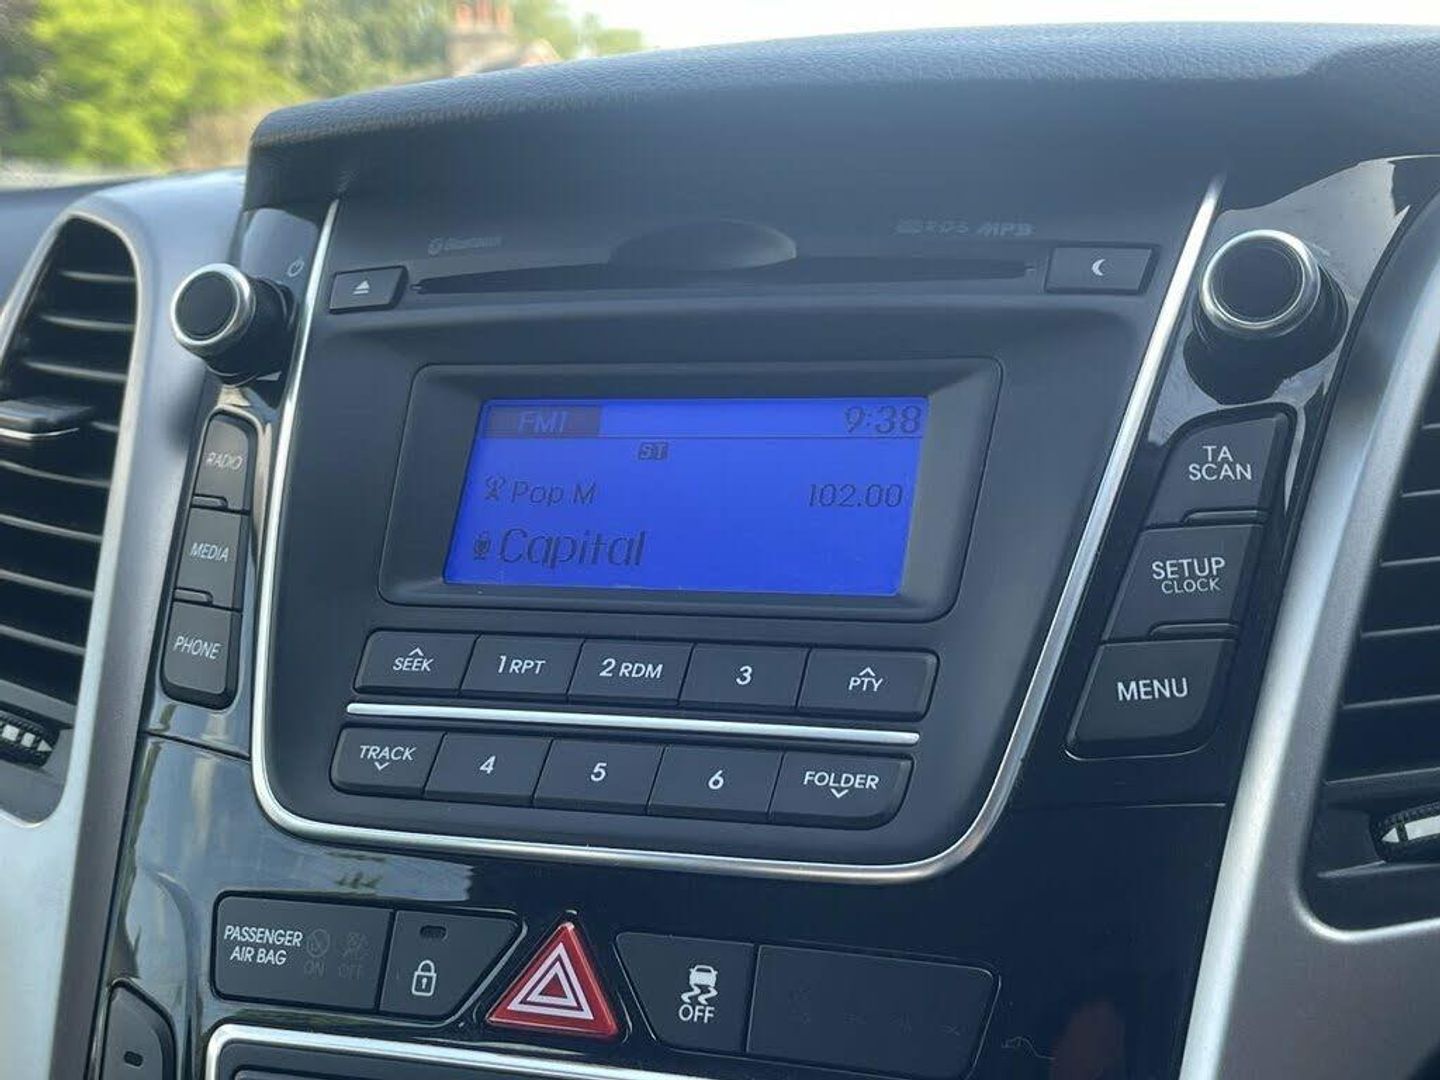 Bluetooth
RDS MP3
FM1 9:38
ST
Pop M 102.00
Capital
RADIO
MEDIA
PHONE
TA
SCAN
SETUP
CLOCK
MENU
SEEK 1 RPT 2 RDM 3 PTY
TRACK 4 5 6 FOLDER
PASSENGER
AIR BAG
ON OFF
OFF